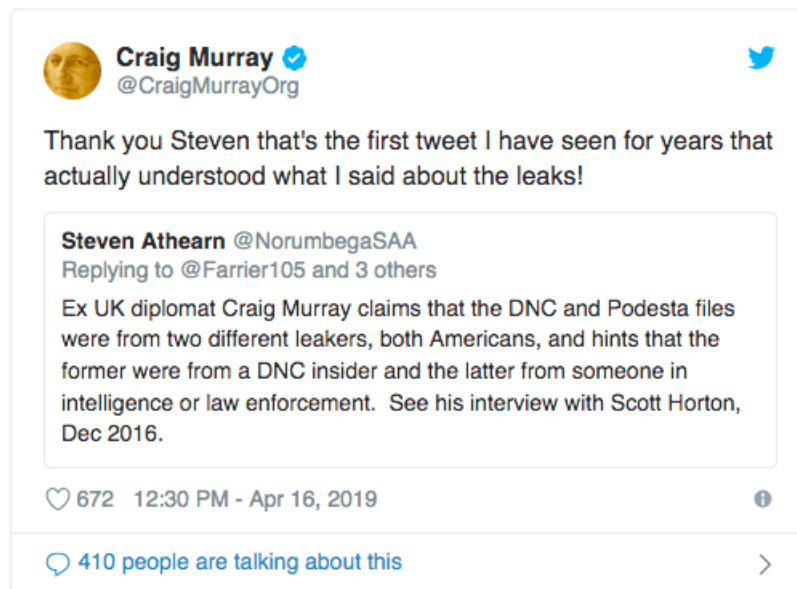 Craig Murray
@CraigMurrayOrg
Thank you Steven that's the first tweet I have seen for years that
actually understood what I said about the leaks!
Steven Athearn @NorumbegaSAA
Replying to @Farrier105 and 3 others
Ex UK diplomat Craig Murray claims that the DNC and Podesta files
were from two different leakers, both Americans, and hints that the
former were from a DNC insider and the latter from someone in
intelligence or law enforcement.  See his interview with Scott Horton,
Dec 2016.
672 12:30 PM - Apr 16, 2019
410 people are talking about this